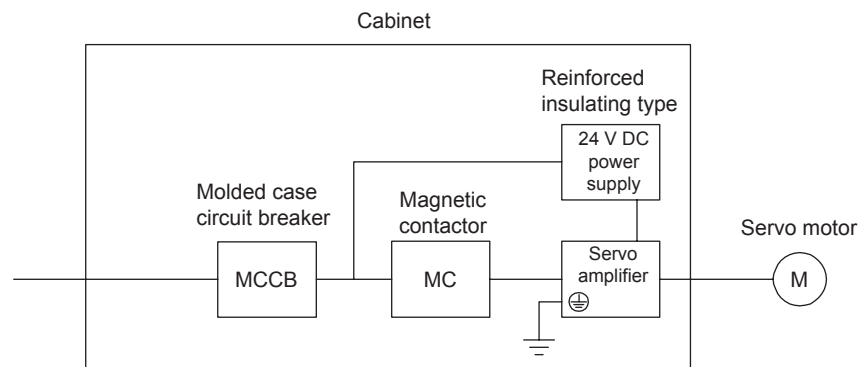 Cabinet
Reinforced
insulating type
24 V DC
power
supply
Molded case
circuit breaker
Magnetic
contactor
Servo motor
MCCB
MC
Servo
amplifier
M